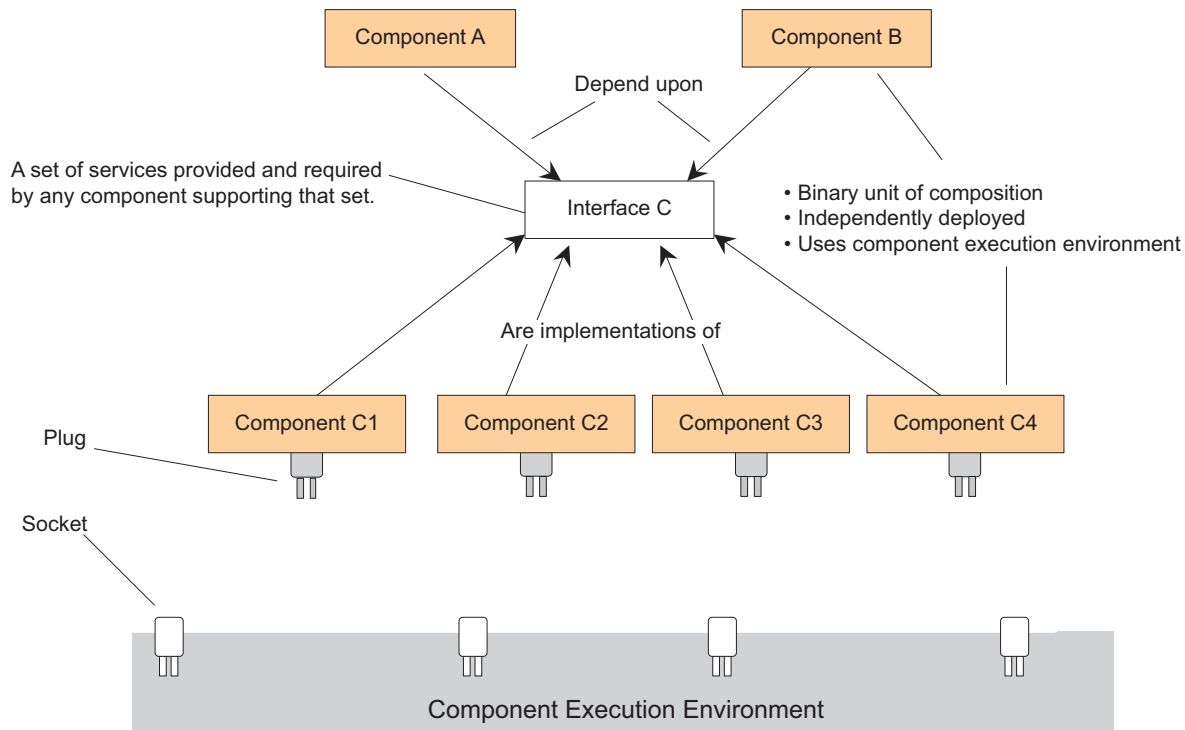 Component A
Component B
Depend upon
A set of services provided and required
by any component supporting that set.
Interface C
• Binary unit of composition
• Independently deployed
• Uses component execution environment
Are implementations of
Component C1
Component C2
Component C3
Component C4
Plug
Socket
Component Execution Environment